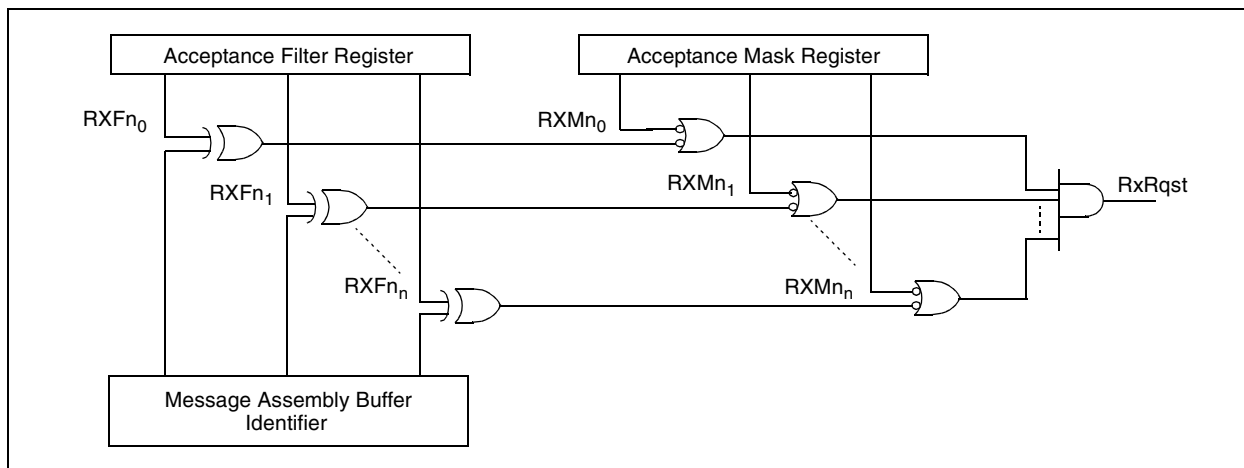 Acceptance Filter Register
Acceptance Mask Register
RXFn₀
RXMn₀
RXFn₁
RXMn₁
RxRqst
RXFnₙ
RXMnₙ
Message Assembly Buffer
Identifier